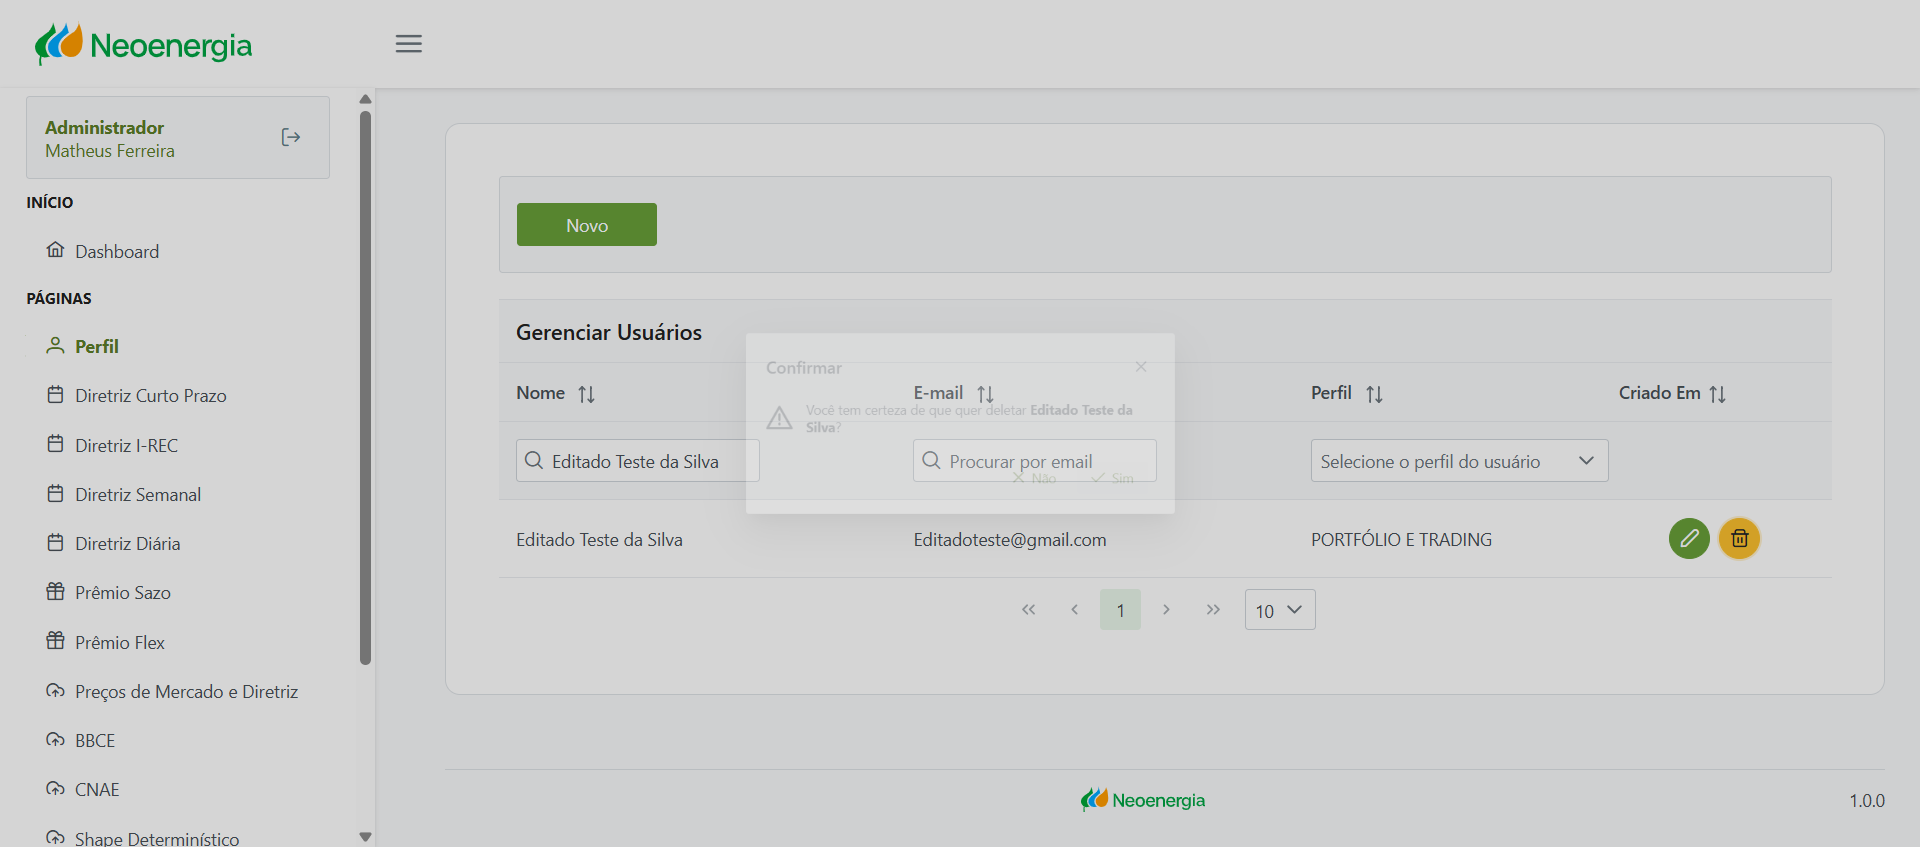 Neoenergia
Administrador
Matheus Ferreira
INÍCIO
Dashboard
PÁGINAS
Perfil
Diretriz Curto Prazo
Diretriz I-REC
Diretriz Semanal
Diretriz Diária
Prêmio Sazo
Prêmio Flex
Preços de Mercado e Diretriz
BBCE
CNAE
Shape Determinístico
Novo
Gerenciar Usuários
Nome
E-mail
Perfil
Criado Em
Editado Teste da Silva
Procurar por email
Selecione o perfil do usuário
Editado Teste da Silva
Editadoteste@gmail.com
PORTFÓLIO E TRADING
1
10
Confirmar
Você tem certeza de que quer deletar Editado Teste da
Silva?
Não
Sim
Neoenergia
1.0.0